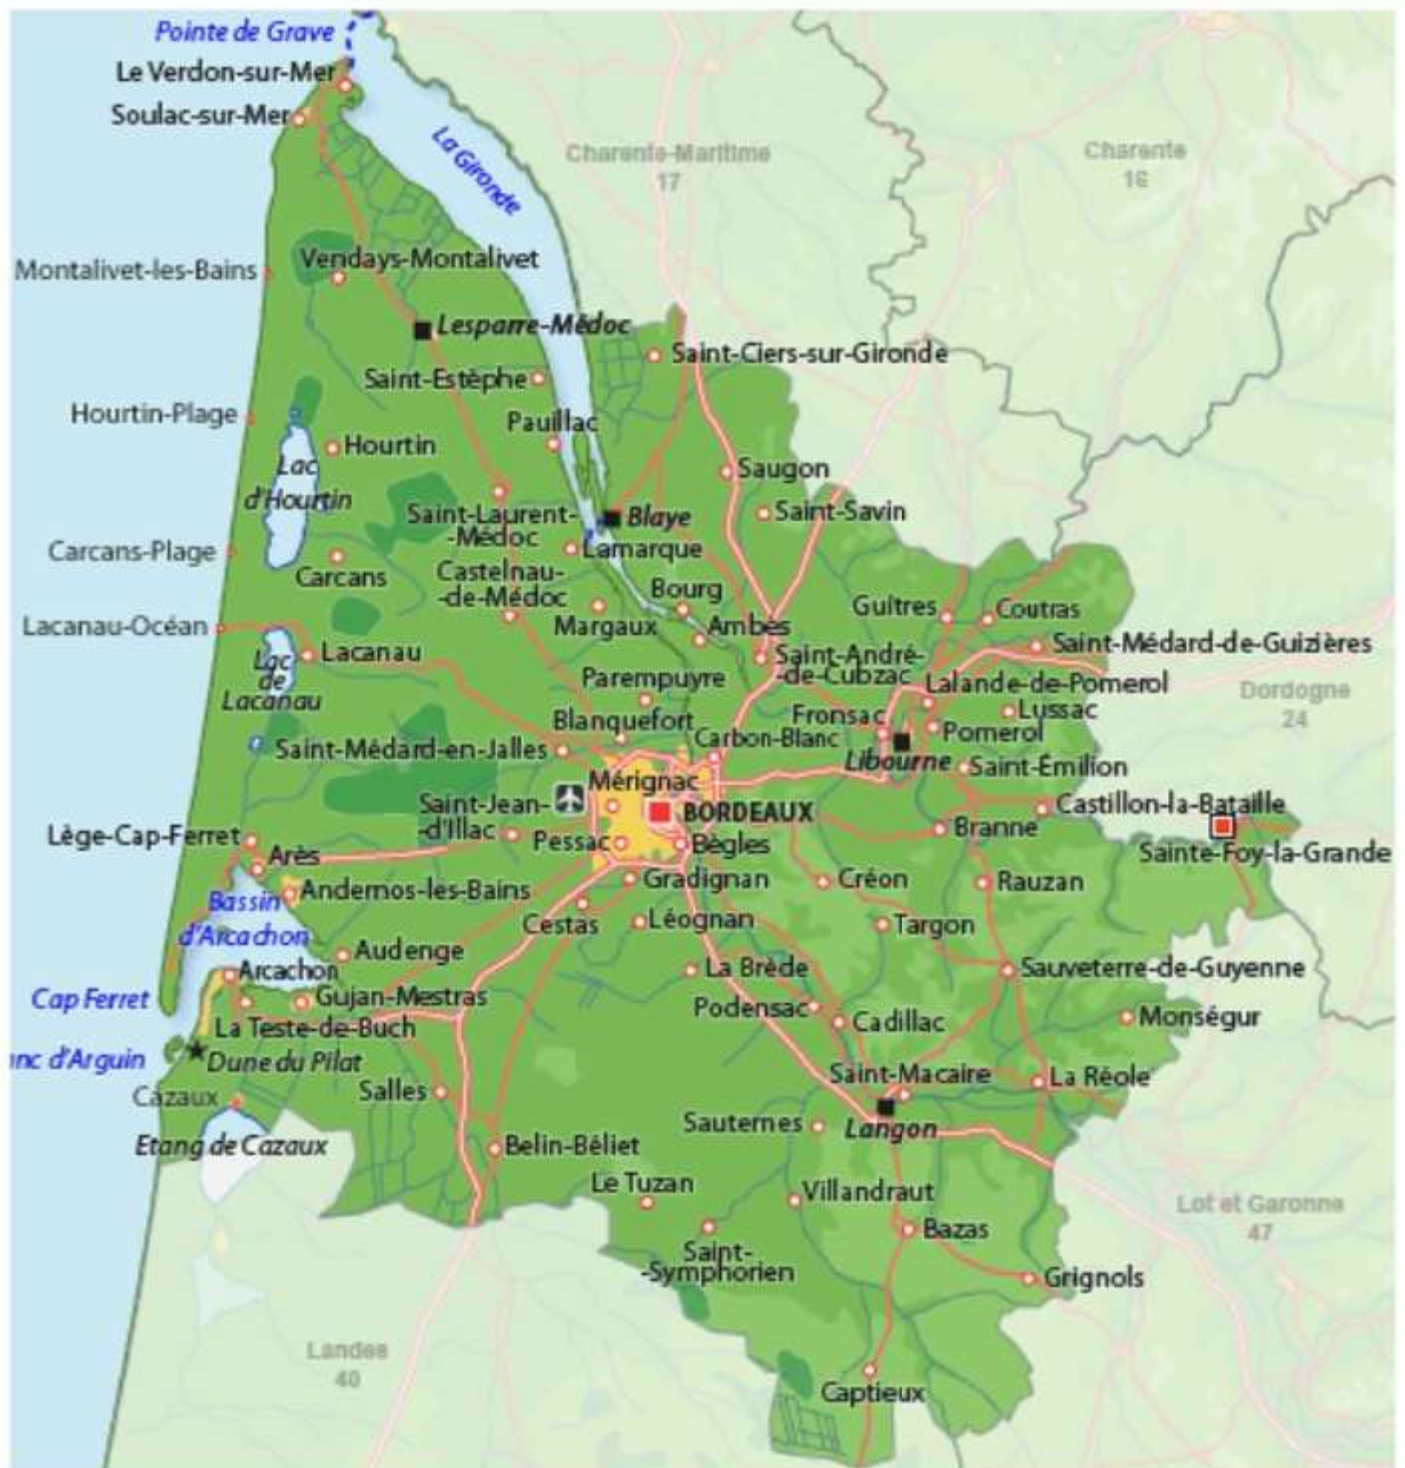 Pointe de Grave
Le Verdon-sur-Mer
Soulac-sur-Mer
La Gironde
Charente-Maritime
17
Charente
16
Montalivet-les-Bains
Vendays-Montalivet
Lesparre-Médoc
Saint-Ciers-sur-Gironde
Saint-Estèphe
Hourtin-Plage
Pauillac
Hourtin
Lac
d'Hourtin
Saugon
Saint-Laurent-
-Médoc
Blaye
Saint-Savin
Carcans-Plage
Lamarque
Carcans
Castelnau-
-de-Médoc
Bourg
Margaux
Ambès
Guîtres
Coutras
Lacanau-Océan
Lacanau
Lac
de
Lacanau
Saint-André-
-de-Cubzac
Saint-Médard-de-Guizières
Parempuyre
Lalande-de-Pomerol
Dordogne
24
Blanquefort
Fronsac
Lussac
Pomerol
Saint-Médard-en-Jalles
Carbon-Blanc
Libourne
Saint-Émilion
Mérignac
Saint-Jean-
-d'Illac
BORDEAUX
Castillon-la-Bataille
Lège-Cap-Ferret
Pessac
Bègles
Branne
Sainte-Foy-la-Grande
Arès
Andernos-les-Bains
Gradignan
Créon
Rauzan
Bassin
d'Arcachon
Cestas
Léognan
Targon
Audenge
Arcachon
La Brède
Sauveterre-de-Guyenne
Cap Ferret
Gujan-Mestras
Podensac
Cadillac
Monségur
La Teste-de-Buch
nc d'Arguin
Dune du Pilat
Cazaux
Salles
Saint-Macaire
La Réole
Etang de Cazaux
Sauternes
Langon
Belin-Béliet
Le Tuzan
Villandraut
Lot et Garonne
47
Bazas
Saint-
-Symphorien
Grignols
Landes
40
Captieux